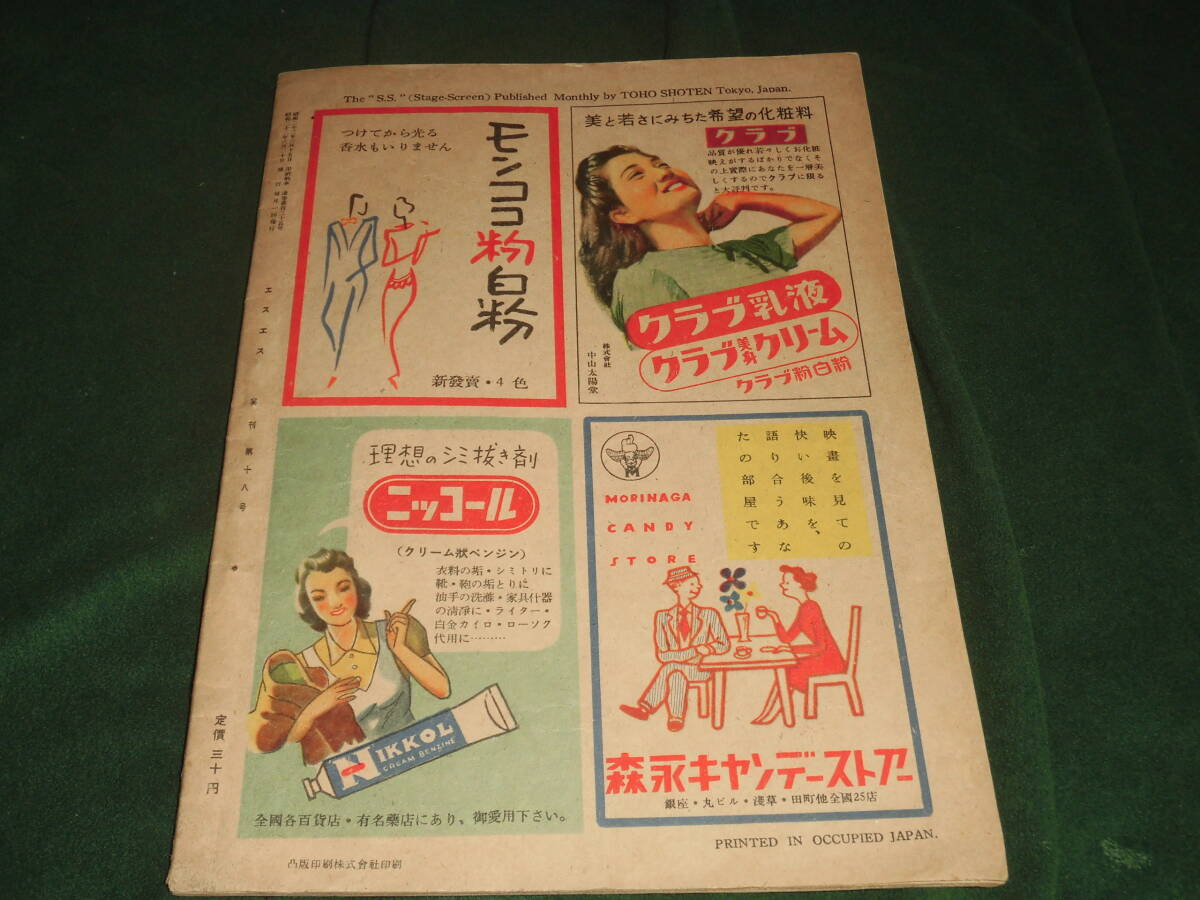 The "S.S." (Stage-Screen) Published Monthly by TOHO SHOTEN Tokyo, Japan.
つけてから光る
香水もいりません
モンココ粉白粉
新發賣・4色
美と若さにみちた希望の化粧料
クラブ
品質が優れ若々しくお化粧
映えがするばかりでなくそ
の上實際にあなたを一層美
しくするのでクラブに限る
と大評判です。
クラブ乳液
クラブ美身クリーム
クラブ粉白粉
株式會社
中山太陽堂
理想のシミ抜き剤
ニッコール
(クリーム狀ベンジン)
衣料の垢・シミトリに
靴・鞄の垢とりに
油手の洗滌・家具什器
の清淨に・ライター・
白金カイロ・ローソク
代用に………
NIKKOL
CREAM BENZINE
全國各百貨店・有名藥店にあり、御愛用下さい。
M
MORINAGA
CANDY
STORE
映畫を見ての
快い後味を、
語り合うあな
たの部屋です
森永キヤンデーストアー
銀座・丸ビル・淺草・田町他全國25店
エスエス
第十八号
定價三十円
凸版印刷株式會社印刷
PRINTED IN OCCUPIED JAPAN.